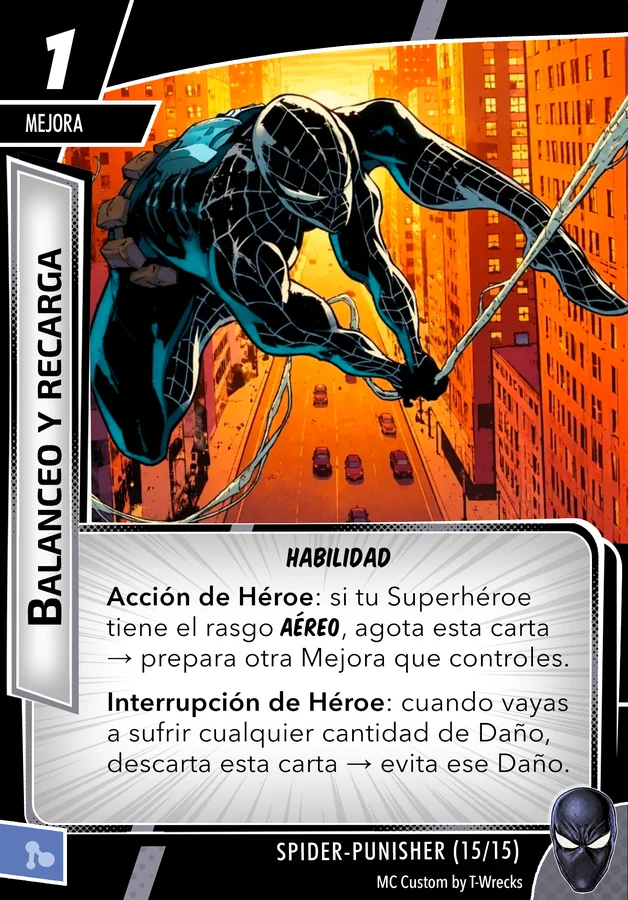 1
MEJORA
BALANCEO Y RECARGA
HABILIDAD
Acción de Héroe: si tu Superhéroe
tiene el rasgo AÉREO, agota esta carta
→ prepara otra Mejora que controles.
Interrupción de Héroe: cuando vayas
a sufrir cualquier cantidad de Daño,
descarta esta carta → evita ese Daño.
SPIDER-PUNISHER (15/15)
MC Custom by T-Wrecks